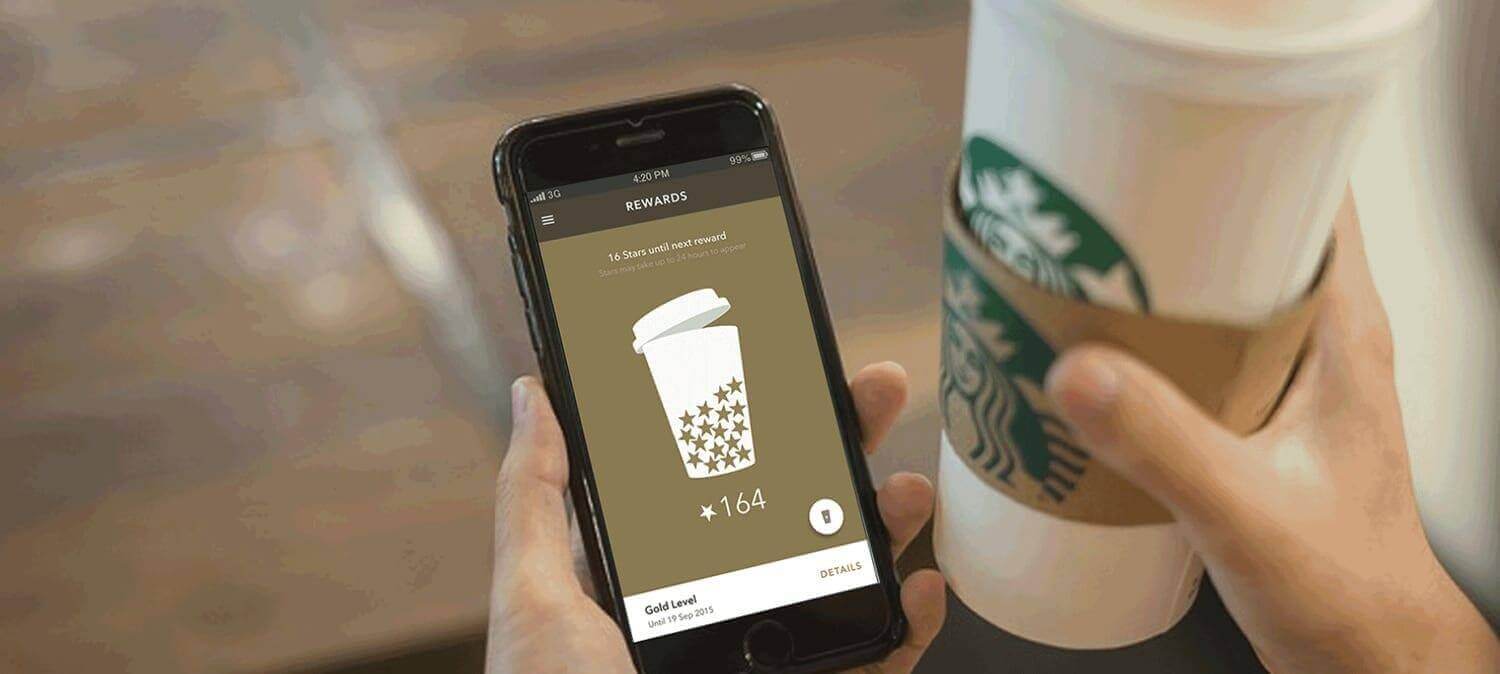 3G
4:20 PM
99%
REWARDS
16 Stars until next reward
Stars may take up to 24 hours to appear
164
DETAILS
Gold Level
Until 19 Sep 2015